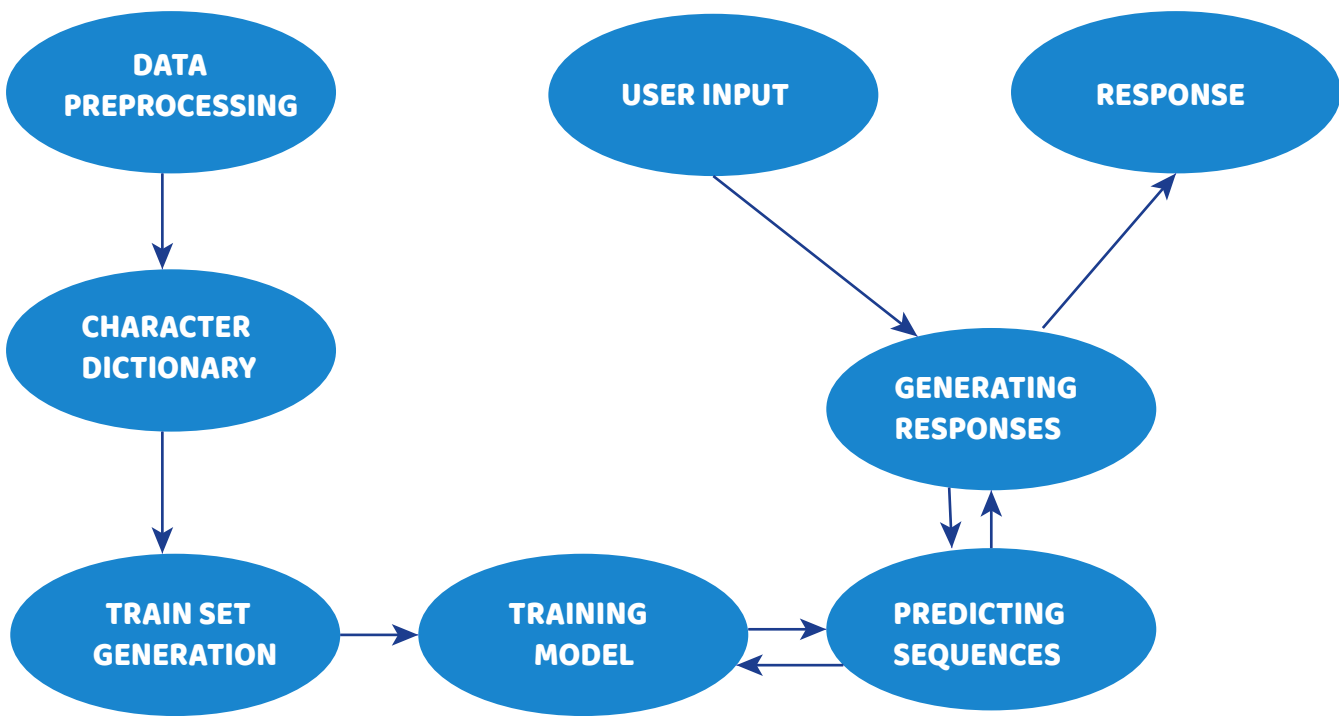 DATA
PREPROCESSING
USER INPUT
RESPONSE
CHARACTER
DICTIONARY
GENERATING
RESPONSES
TRAIN SET
GENERATION
TRAINING
MODEL
PREDICTING
SEQUENCES